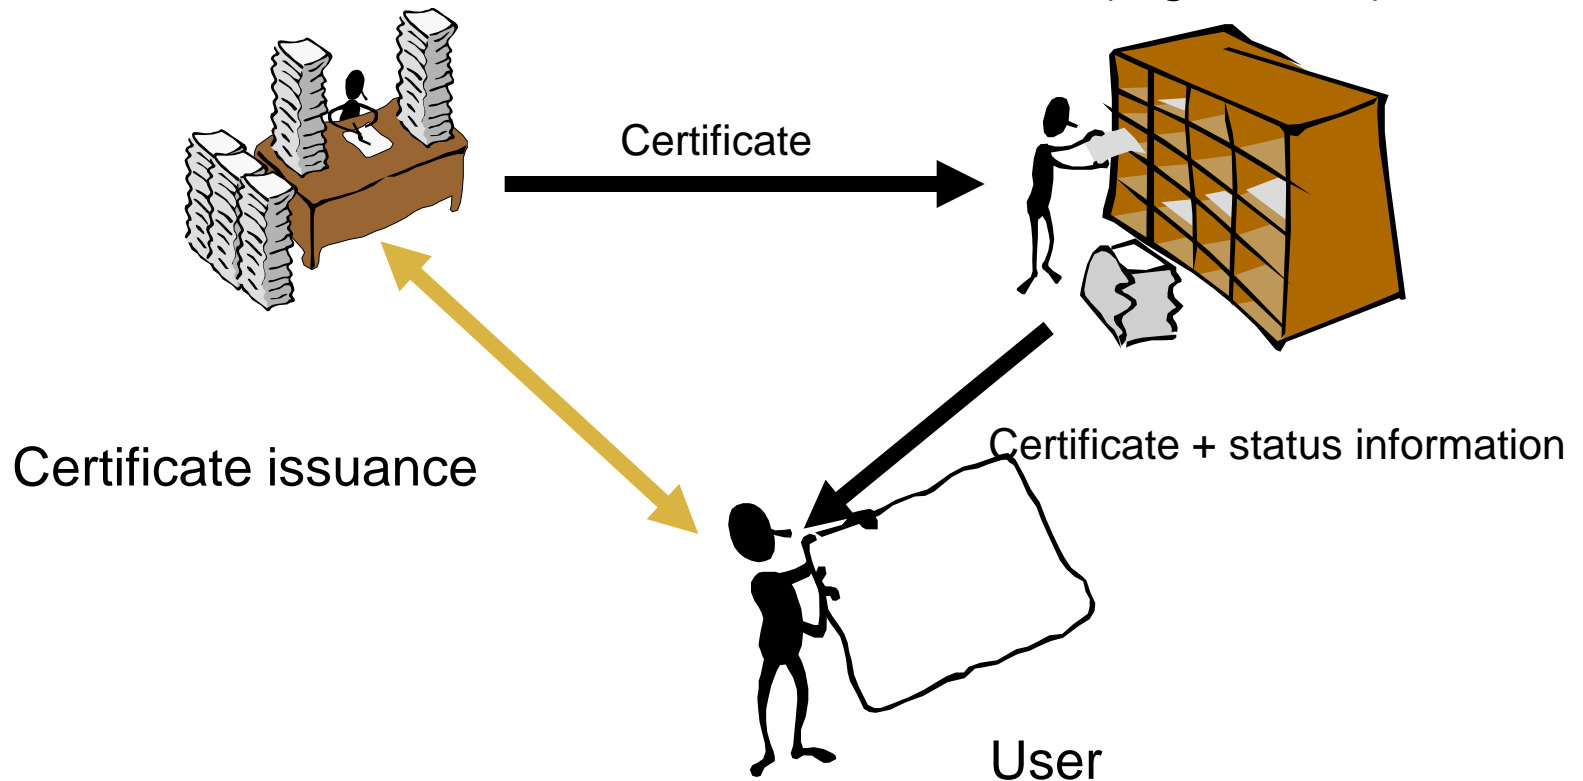 Certificate
Certificate + status information
Certificate issuance
User